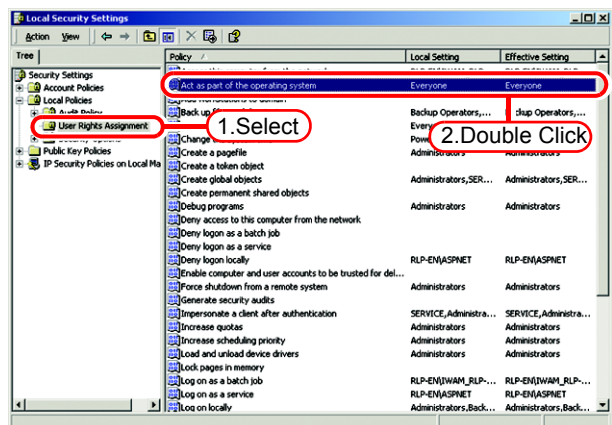 Local Security Settings
Action View
Tree
Policy Local Setting Effective Setting
Security Settings
Account Policies
Local Policies
Audit Policy
User Rights Assignment
Security Options
Public Key Policies
IP Security Policies on Local Ma
1.Select
2.Double Click
Act as part of the operating system Everyone Everyone
Add workstations to domain
Back up Backup Operators,... ckup Operators,...
Change
Create a pagefile Administrators Administrators
Create a token object
Create global objects Administrators,SER... Administrators,SER...
Create permanent shared objects
Debug programs Administrators Administrators
Deny access to this computer from the network
Deny logon as a batch job
Deny logon as a service
Deny logon locally RLP-EN\ASPNET RLP-EN\ASPNET
Enable computer and user accounts to be trusted for del...
Force shutdown from a remote system Administrators Administrators
Generate security audits
Impersonate a client after authentication SERVICE,Administra... SERVICE,Administra...
Increase quotas Administrators Administrators
Increase scheduling priority Administrators Administrators
Load and unload device drivers Administrators Administrators
Lock pages in memory
Log on as a batch job RLP-EN\IWAM_RLP-... RLP-EN\IWAM_RLP-...
Log on as a service RLP-EN\ASPNET RLP-EN\ASPNET
Log on locally Administrators,Back... Administrators,Back...